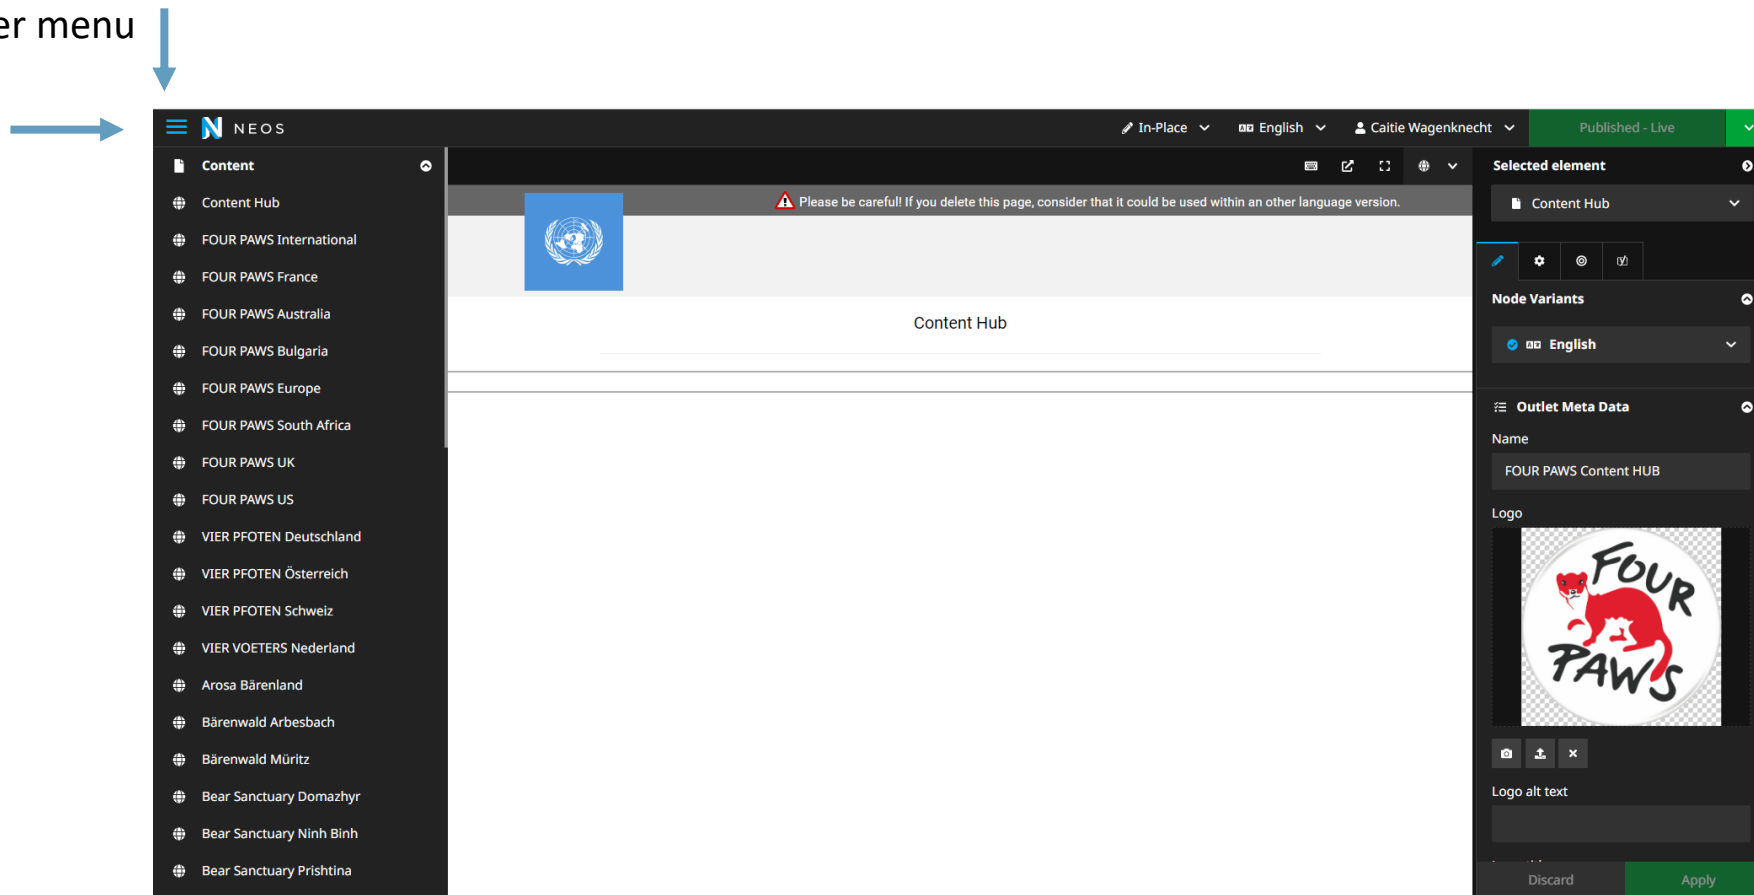 er menu
NEOS
In-Place
English
Caitie Wagenknecht
Published - Live
Content
Selected element
Content Hub
Please be careful! If you delete this page, consider that it could be used within an other language version.
Content Hub
FOUR PAWS International
FOUR PAWS France
FOUR PAWS Australia
FOUR PAWS Bulgaria
FOUR PAWS Europe
FOUR PAWS South Africa
FOUR PAWS UK
FOUR PAWS US
VIER PFOTEN Deutschland
VIER PFOTEN Österreich
VIER PFOTEN Schweiz
VIER VOETERS Nederland
Arosa Bärenland
Bärenwald Arbesbach
Bärenwald Müritz
Bear Sanctuary Domazhyr
Bear Sanctuary Ninh Binh
Bear Sanctuary Prishtina
Content Hub
Node Variants
English
Outlet Meta Data
Name
FOUR PAWS Content HUB
Logo
FOUR
PAWS
Logo alt text
Discard
Apply